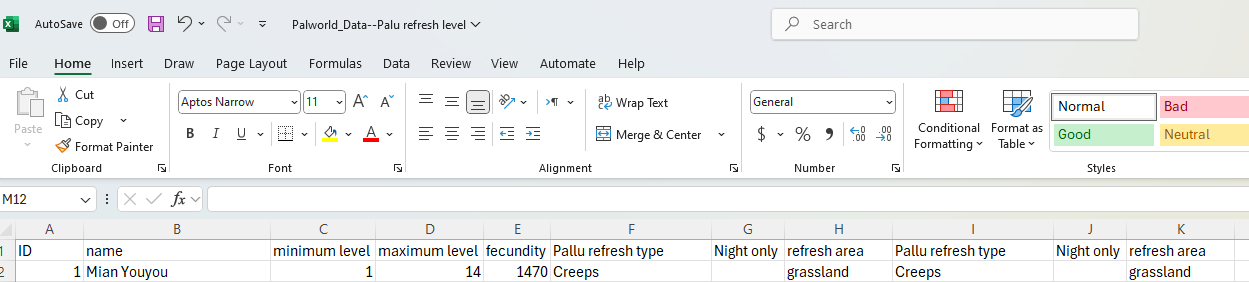 AutoSave Off Palworld_Data--Palu refresh level Search
File Home Insert Draw Page Layout Formulas Data Review View Automate Help
Paste
Cut
Copy
Format Painter
Clipboard
Aptos Narrow 11 A A
B I U A
Font
ab Wrap Text
Merge & Center
Alignment
General
$ % 9 .00 .00
Number
Conditional Formatting
Format as Table
Normal Bad
Good Neutral
Styles
M12 fx
A B C D E F G H I J K
1 ID name minimum level maximum level fecundity Pallu refresh type Night only refresh area Pallu refresh type Night only refresh area
2 1 Mian Youyou 1 14 1470 Creeps grassland Creeps grassland